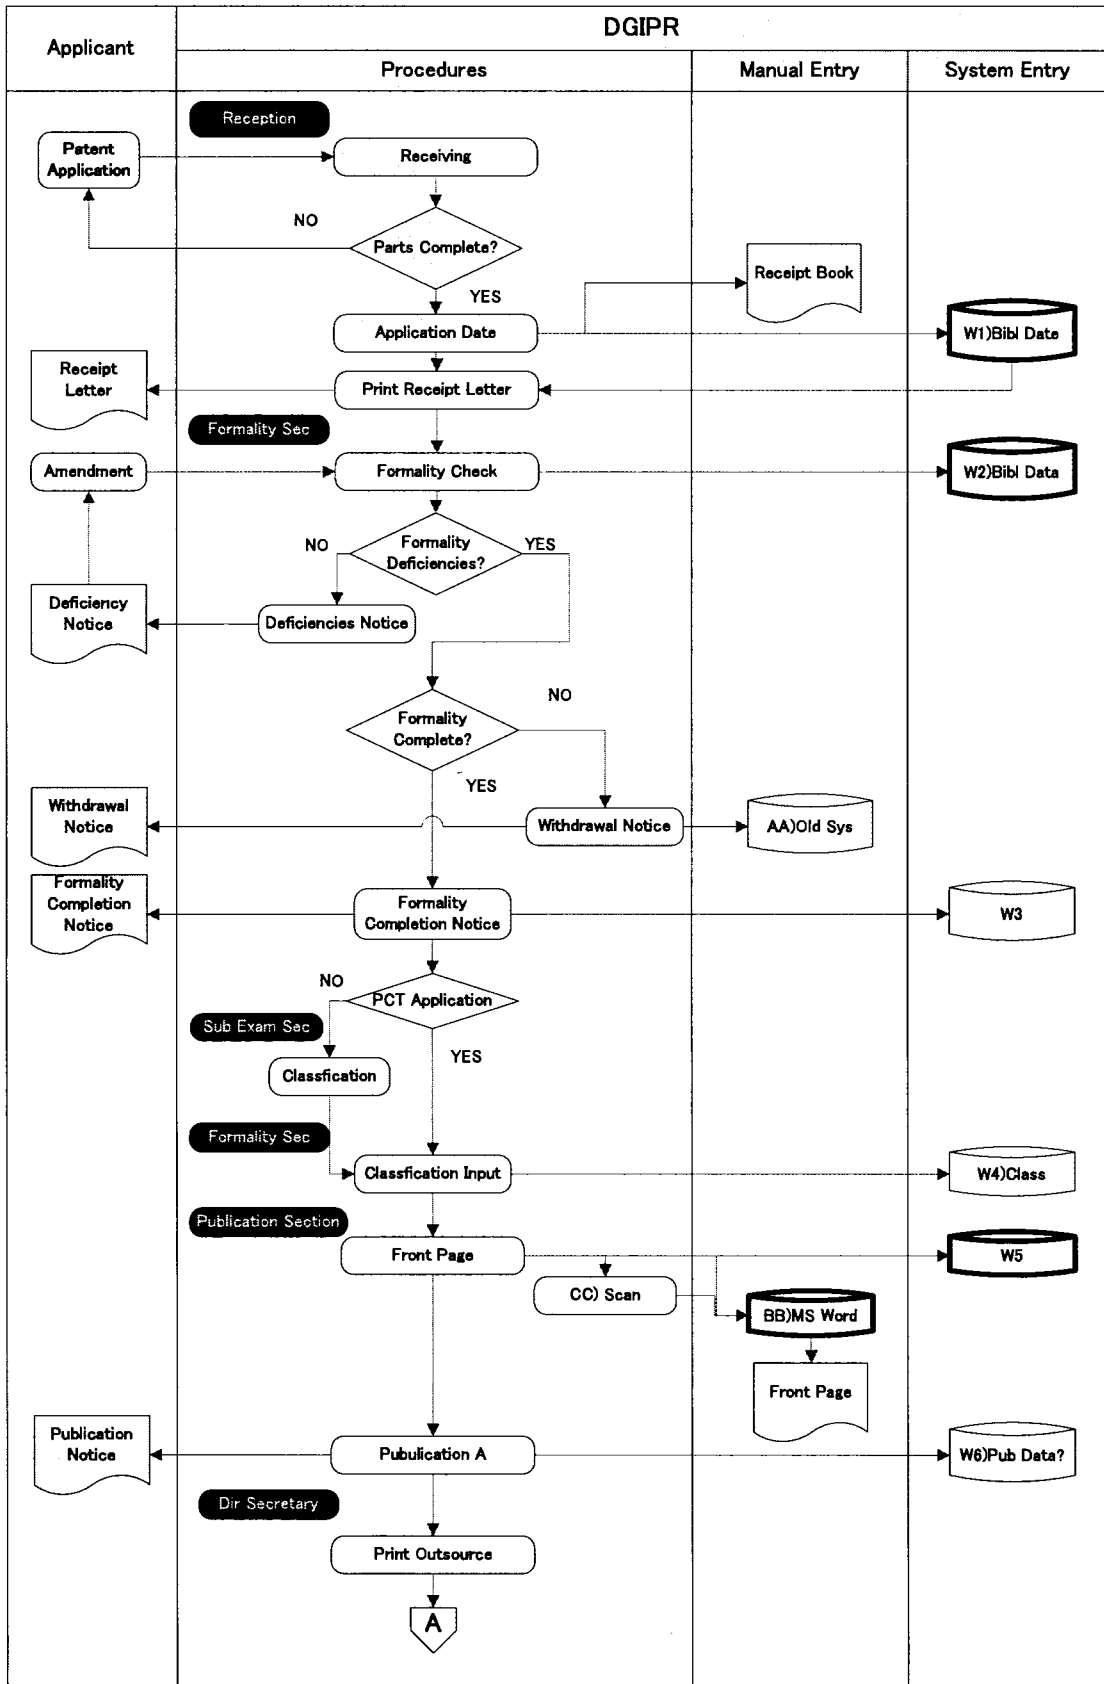 Applicant
DGIPR
Procedures
Manual Entry
System Entry
Reception
Patent
Application
Receiving
NO
Parts Complete?
YES
Receipt Book
Application Date
W1)Bibl Date
Receipt
Letter
Print Receipt Letter
Formality Sec
Amendment
Formality Check
W2)Bibl Data
NO
Formality
Deficiencies?
YES
Deficiency
Notice
Deficiencies Notice
NO
Formality
Complete?
YES
Withdrawal
Notice
Withdrawal Notice
AA)Old Sys
Formality
Completion
Notice
Formality
Completion Notice
W3
NO
PCT Application
Sub Exam Sec
YES
Classfication
Formality Sec
Classfication Input
W4)Class
Publication Section
Front Page
W5
CC) Scan
BB)MS Word
Front Page
Publication
Notice
Pubulication A
W6)Pub Data?
Dir Secretary
Print Outsource
A